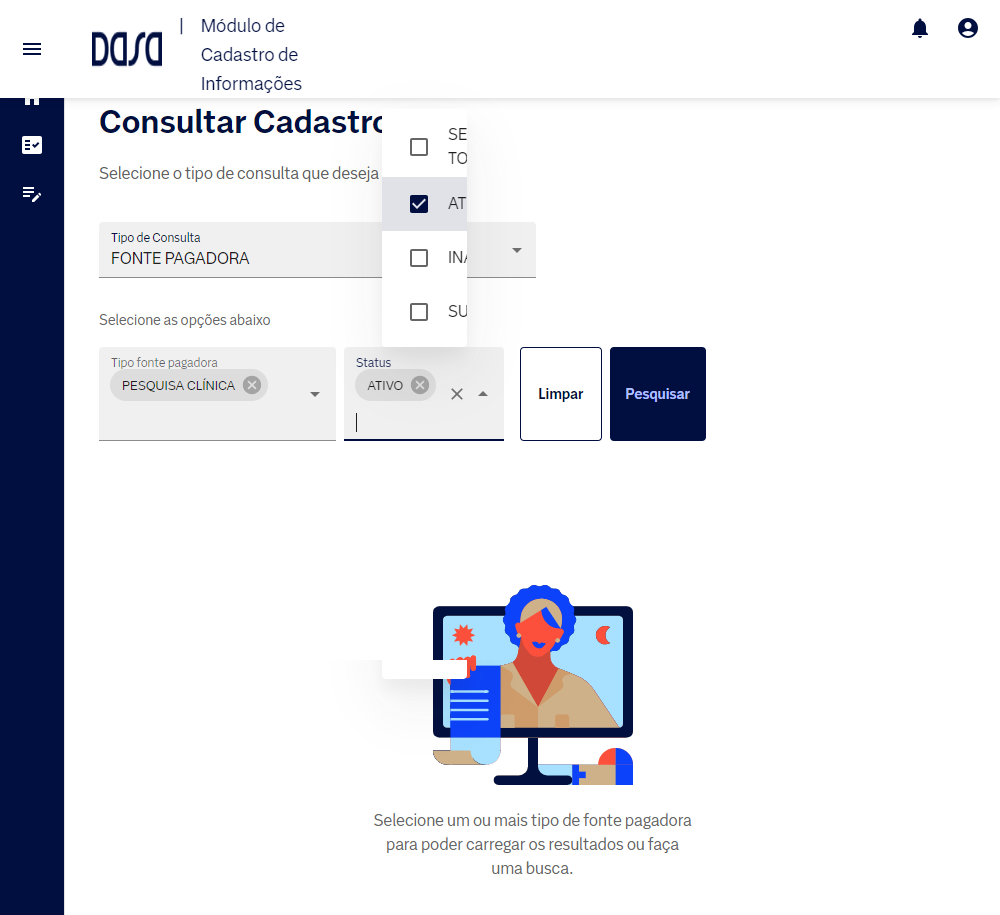 Dasa
|
Módulo de
Cadastro de
Informações
Consultar Cadastro
Selecione o tipo de consulta que deseja
SE
TO
AT
INA
SU
Tipo de Consulta
FONTE PAGADORA
Selecione as opções abaixo
Tipo fonte pagadora
PESQUISA CLÍNICA
Status
ATIVO
Limpar
Pesquisar
Selecione um ou mais tipo de fonte pagadora
para poder carregar os resultados ou faça
uma busca.